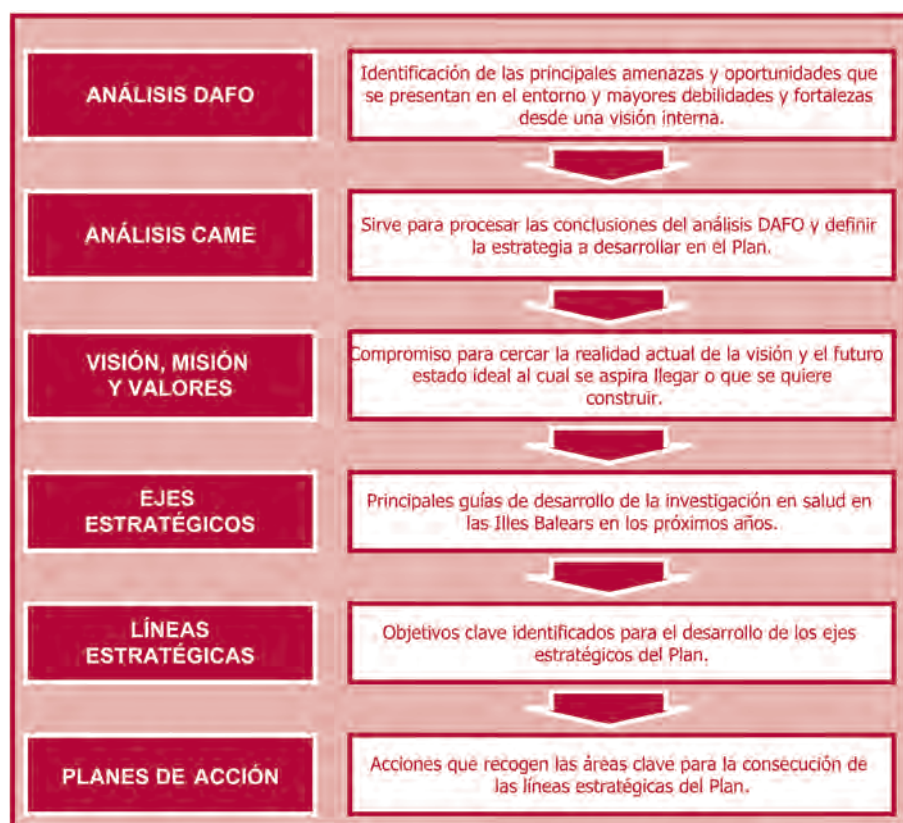 ANÁLISIS DAFO
Identificación de las principales amenazas y oportunidades que
se presentan en el entorno y mayores debilidades y fortalezas
desde una visión interna.
ANÁLISIS CAME
Sirve para procesar las conclusiones del análisis DAFO y definir
la estrategia a desarrollar en el Plan.
VISIÓN, MISIÓN
Y VALORES
Compromiso para cercar la realidad actual de la visión y el futuro
estado ideal al cual se aspira llegar o que se quiere
construir.
EJES
ESTRATÉGICOS
Principales guías de desarrollo de la investigación en salud en
las Illes Balears en los próximos años.
LÍNEAS
ESTRATÉGICAS
Objetivos clave identificados para el desarrollo de los ejes
estratégicos del Plan.
PLANES DE ACCIÓN
Acciones que recogen las áreas clave para la consecución de
las líneas estratégicas del Plan.